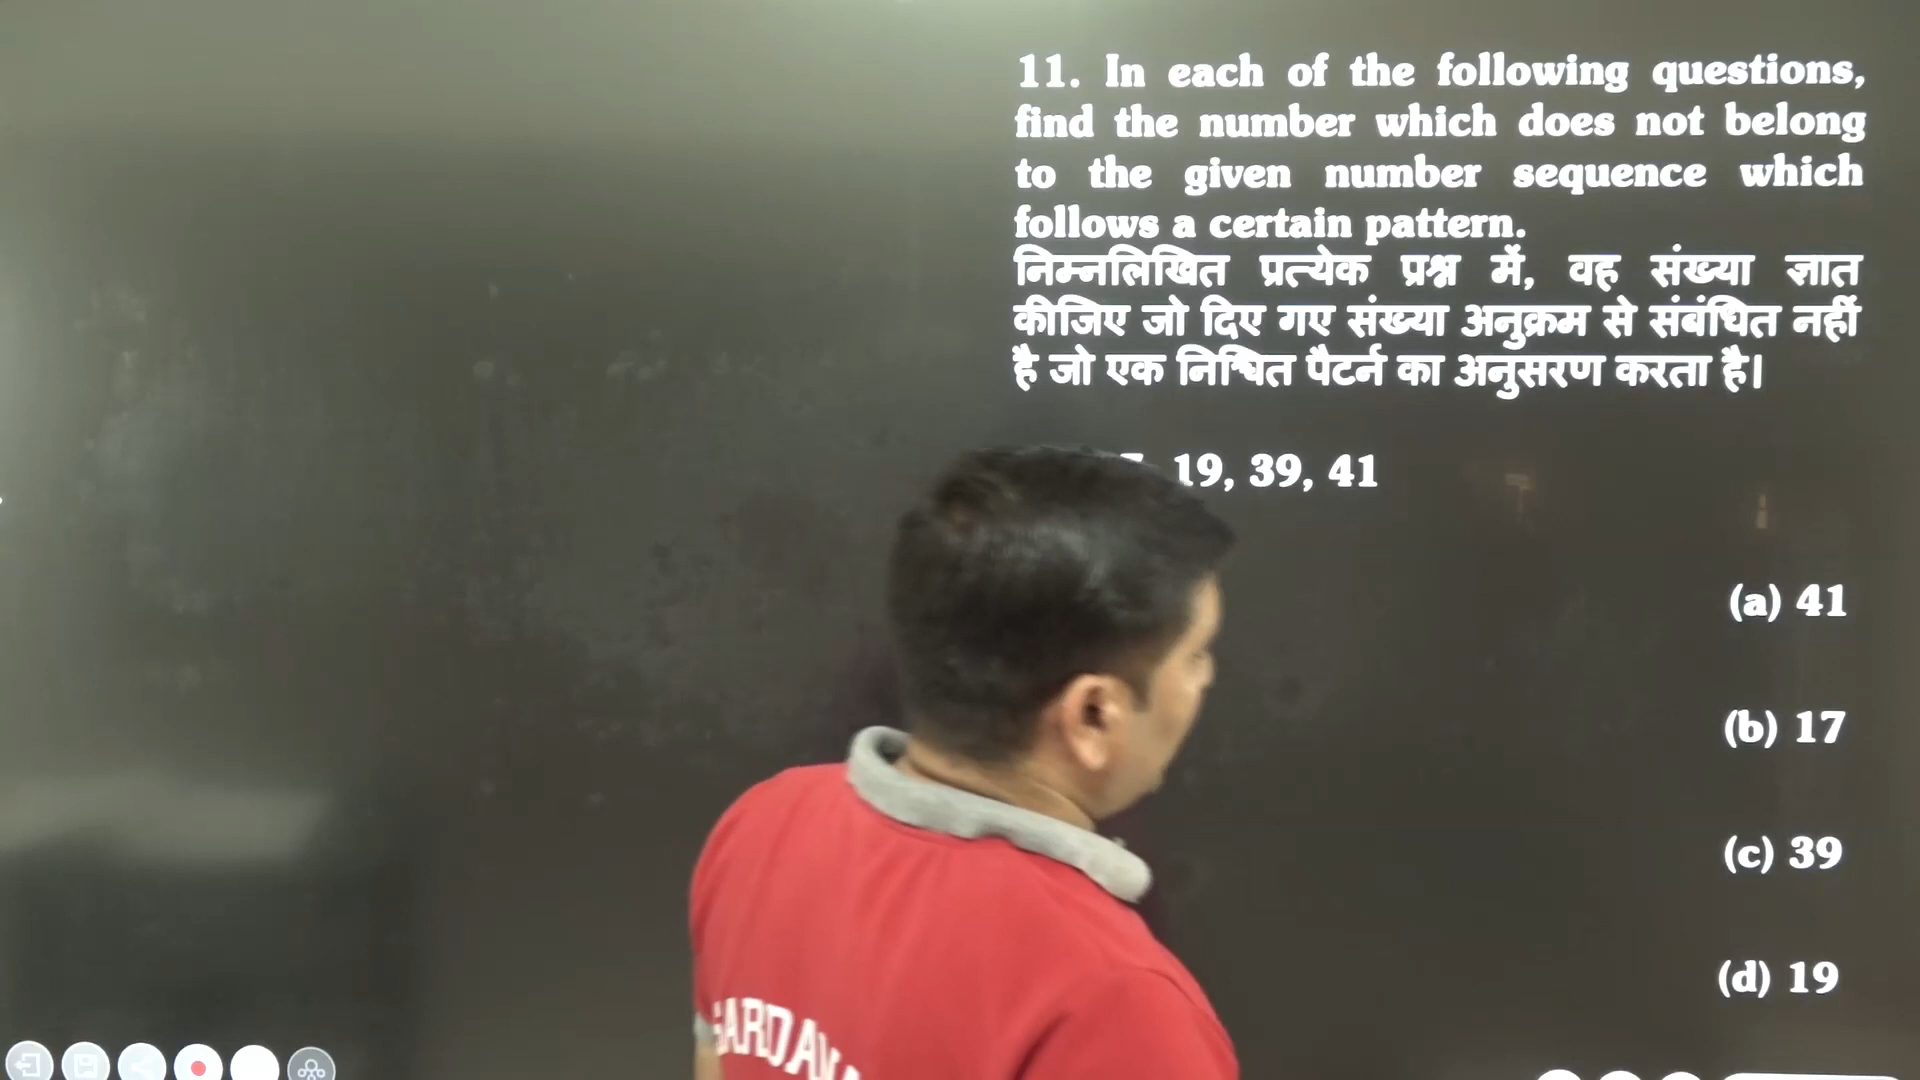 11. In each of the following questions,
find the number which does not belong
to the given number sequence which
follows a certain pattern.
निम्नलिखित प्रत्येक प्रश्न में, वह संख्या ज्ञात
कीजिए जो दिए गए संख्या अनुक्रम से संबंधित नहीं
है जो एक निश्चित पैटर्न का अनुसरण करता है।
19, 39, 41
(a) 41
(b) 17
(c) 39
(d) 19